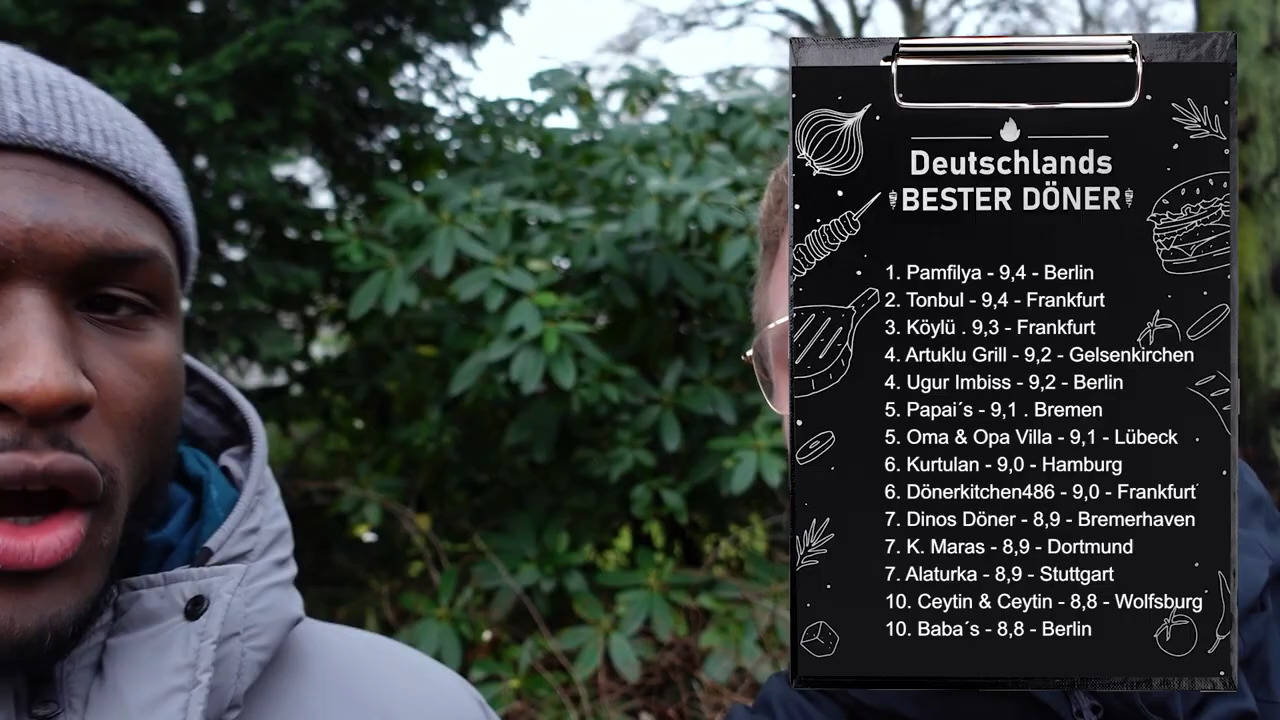 Deutschlands
BESTER DÖNER
1. Pamfilya - 9,4 - Berlin
2. Tonbul - 9,4 - Frankfurt
3. Köylü . 9,3 - Frankfurt
4. Artuklu Grill - 9,2 - Gelsenkirchen
4. Ugur Imbiss - 9,2 - Berlin
5. Papai´s - 9,1 . Bremen
5. Oma & Opa Villa - 9,1 - Lübeck
6. Kurtulan - 9,0 - Hamburg
6. Dönerkitchen486 - 9,0 - Frankfurt
7. Dinos Döner - 8,9 - Bremerhaven
7. K. Maras - 8,9 - Dortmund
7. Alaturka - 8,9 - Stuttgart
10. Ceytin & Ceytin - 8,8 - Wolfsburg
10. Baba´s - 8,8 - Berlin